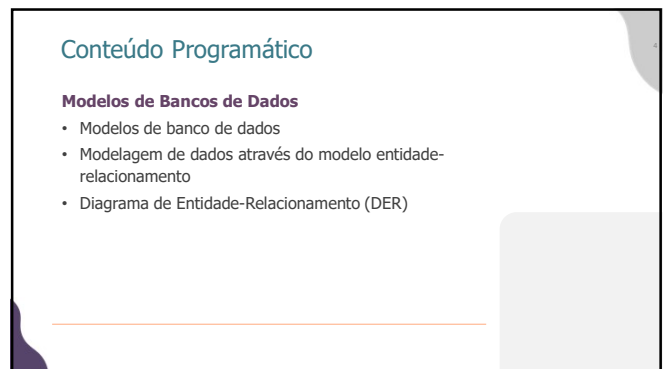 Conteúdo Programático
4
Modelos de Bancos de Dados
• Modelos de banco de dados
• Modelagem de dados através do modelo entidade-
relacionamento
• Diagrama de Entidade-Relacionamento (DER)